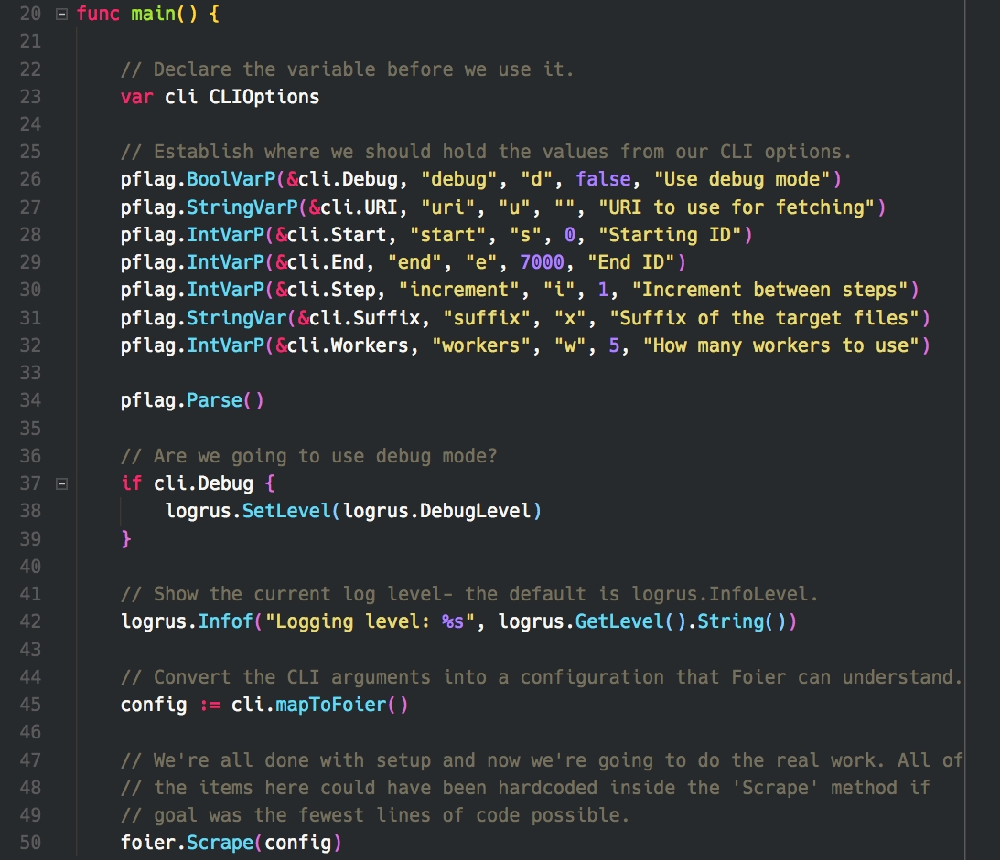 20 func main() {
21
22 // Declare the variable before we use it.
23 var cli CLIOptions
24
25 // Establish where we should hold the values from our CLI options.
26 pflag.BoolVarP(&cli.Debug, "debug", "d", false, "Use debug mode")
27 pflag.StringVarP(&cli.URI, "uri", "u", "", "URI to use for fetching")
28 pflag.IntVarP(&cli.Start, "start", "s", 0, "Starting ID")
29 pflag.IntVarP(&cli.End, "end", "e", 7000, "End ID")
30 pflag.IntVarP(&cli.Step, "increment", "i", 1, "Increment between steps")
31 pflag.StringVar(&cli.Suffix, "suffix", "x", "Suffix of the target files")
32 pflag.IntVarP(&cli.Workers, "workers", "w", 5, "How many workers to use")
33
34 pflag.Parse()
35
36 // Are we going to use debug mode?
37 if cli.Debug {
38 logrus.SetLevel(logrus.DebugLevel)
39 }
40
41 // Show the current log level- the default is logrus.InfoLevel.
42 logrus.Infof("Logging level: %s", logrus.GetLevel().String())
43
44 // Convert the CLI arguments into a configuration that Foier can understand.
45 config := cli.mapToFoier()
46
47 // We're all done with setup and now we're going to do the real work. All of
48 // the items here could have been hardcoded inside the 'Scrape' method if
49 // goal was the fewest lines of code possible.
50 foier.Scrape(config)